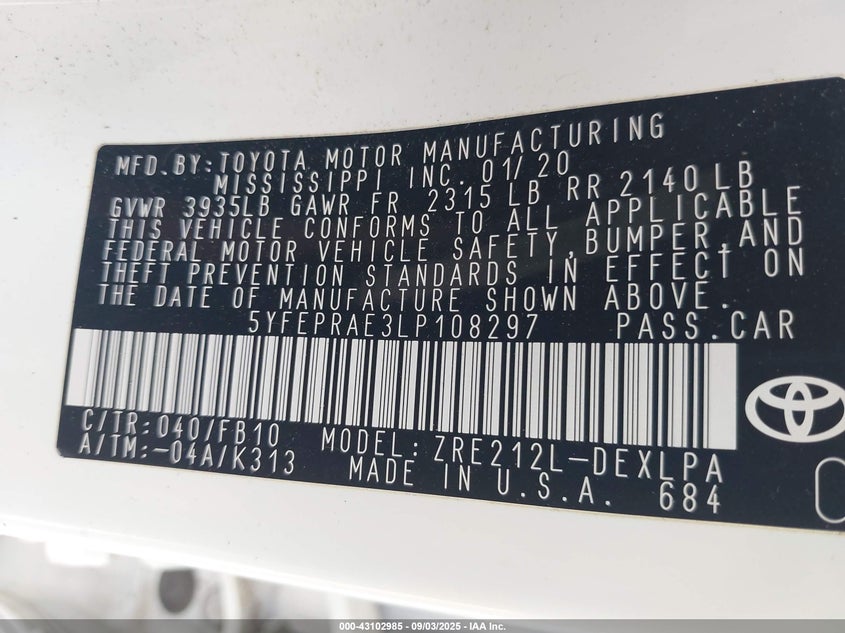 MFD.BY:TOYOTA MOTOR MANUFACTURING
MISSISSIPPI INC. 01/20
GVWR 3935LB GAWR FR 2315 LB RR 2140 LB
THIS VEHICLE CONFORMS TO ALL APPLICABLE
FEDERAL MOTOR VEHICLE SAFETY, BUMPER, AND
THEFT PREVENTION STANDARDS IN EFFECT ON
THE DATE OF MANUFACTURE SHOWN ABOVE.
5YFEPRAE3LP108297 PASS.CAR
C/TR:040/FB10 MODEL:ZRE212L-DEXLPA
A/TM:-04A/K313 MADE IN U.S.A. 684
000-43102985 - 09/03/2025 - IAA Inc.